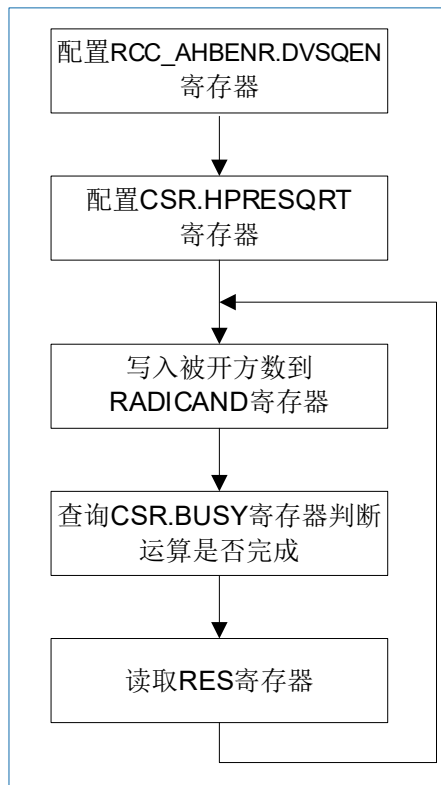 配置RCC_AHBENR.DVSQEN
寄存器
配置CSR.HPRESQRT
寄存器
写入被开方数到
RADICAND寄存器
查询CSR.BUSY寄存器判断
运算是否完成
读取RES寄存器